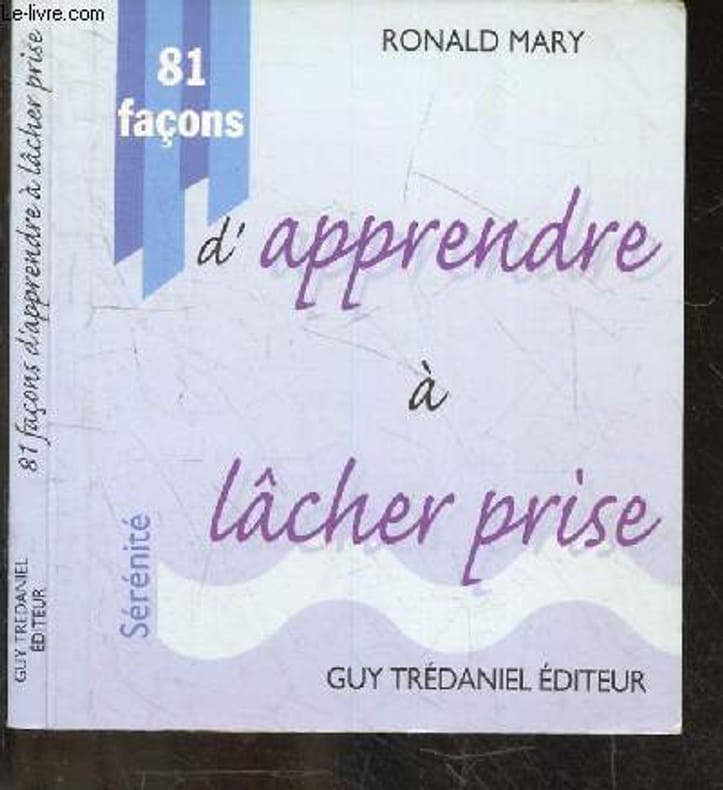 Le-livre.com
RONALD MARY
81
façons
d'apprendre
à
lâcher prise
Sérénité
GUY TRÉDANIEL ÉDITEUR
81 façons d'apprendre à lâcher prise
GUY TRÉDANIEL
ÉDITEUR